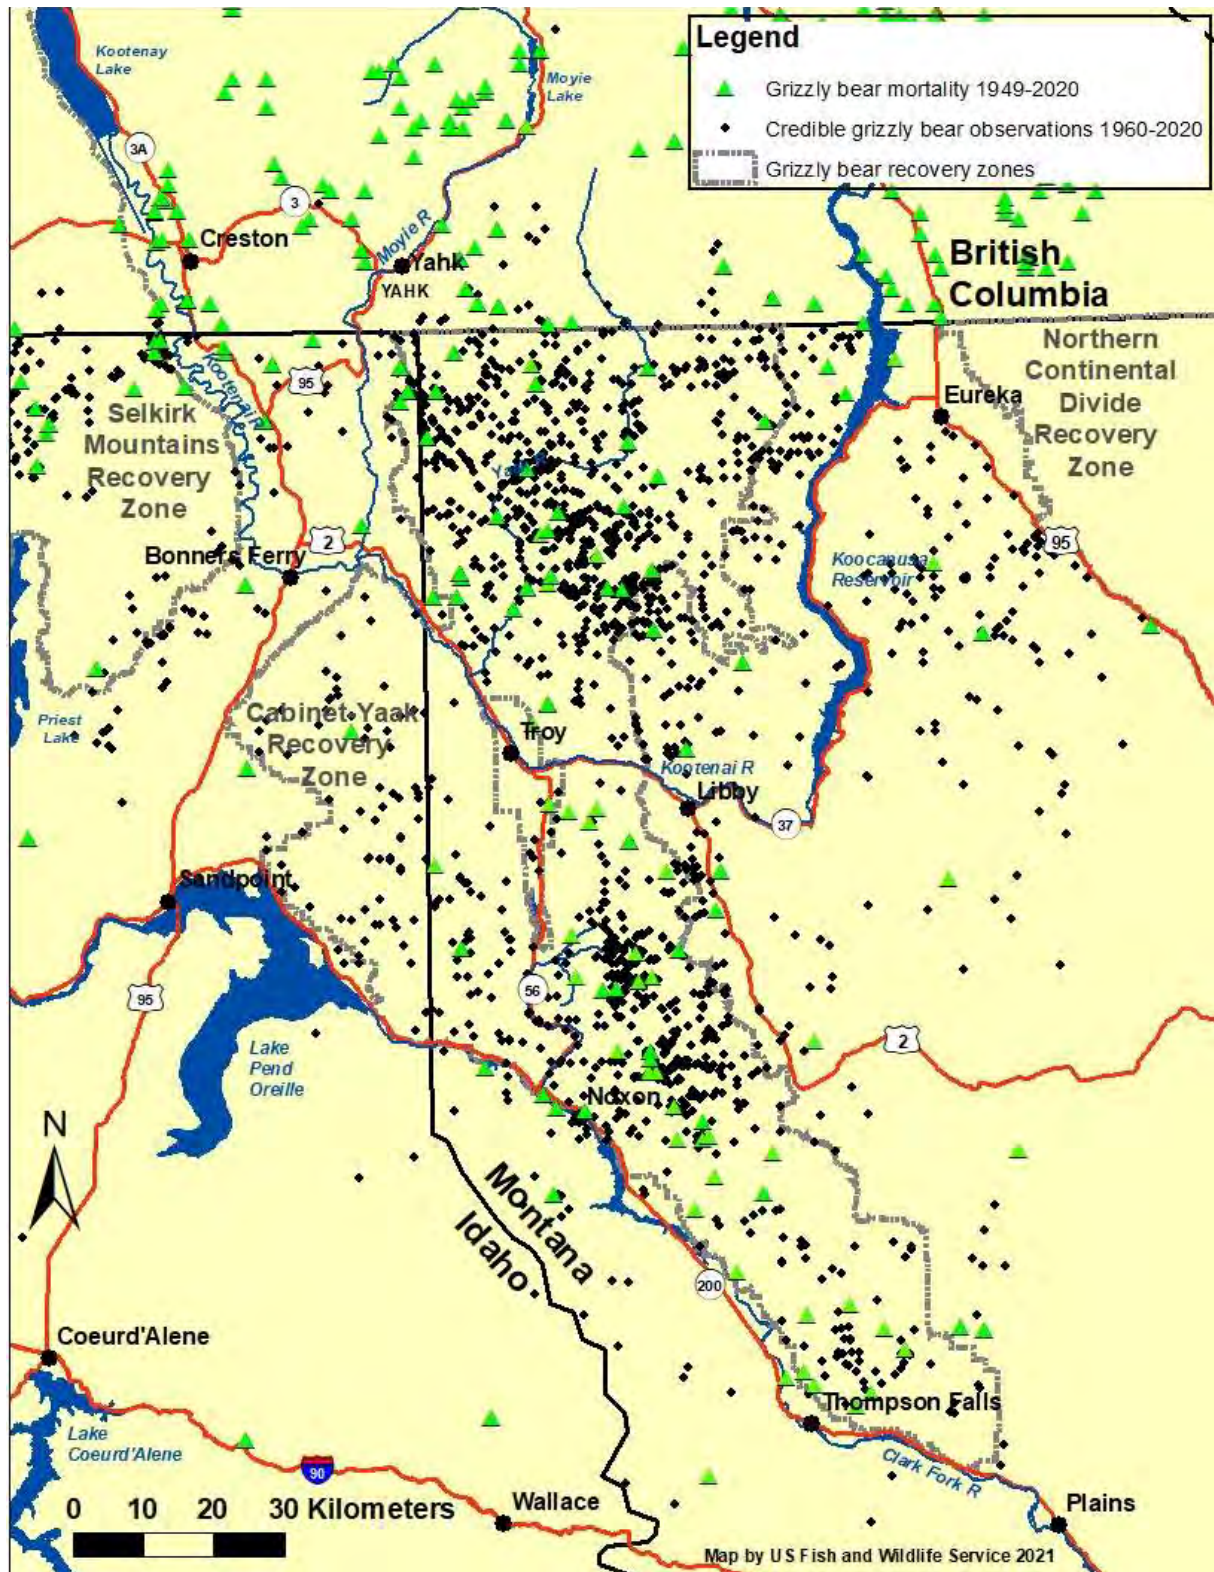 Legend
Grizzly bear mortality 1949-2020
Credible grizzly bear observations 1960-2020
Grizzly bear recovery zones
Kootenay
Lake
Moyie
Lake
3A
3
Creston
Moyie R
Yahk
YAHK
British
Columbia
Northern
Continental
Divide
Recovery
Zone
Kootenai R
95
Eureka
Selkirk
Mountains
Recovery
Zone
2
95
Bonners Ferry
Koocanusa
Reservoir
Priest
Lake
Cabinet Yaak
Recovery
Zone
Troy
Kootenai R
Libby
37
Sandpoint
95
56
2
Lake
Pend
Oreille
Noxon
N
Montana
Idaho
200
Coeurd'Alene
Thompson Falls
Lake
Coeurd'Alene
Clark Fork R
90
0 10 20 30 Kilometers
Wallace
Plains
Map by US Fish and Wildlife Service 2021